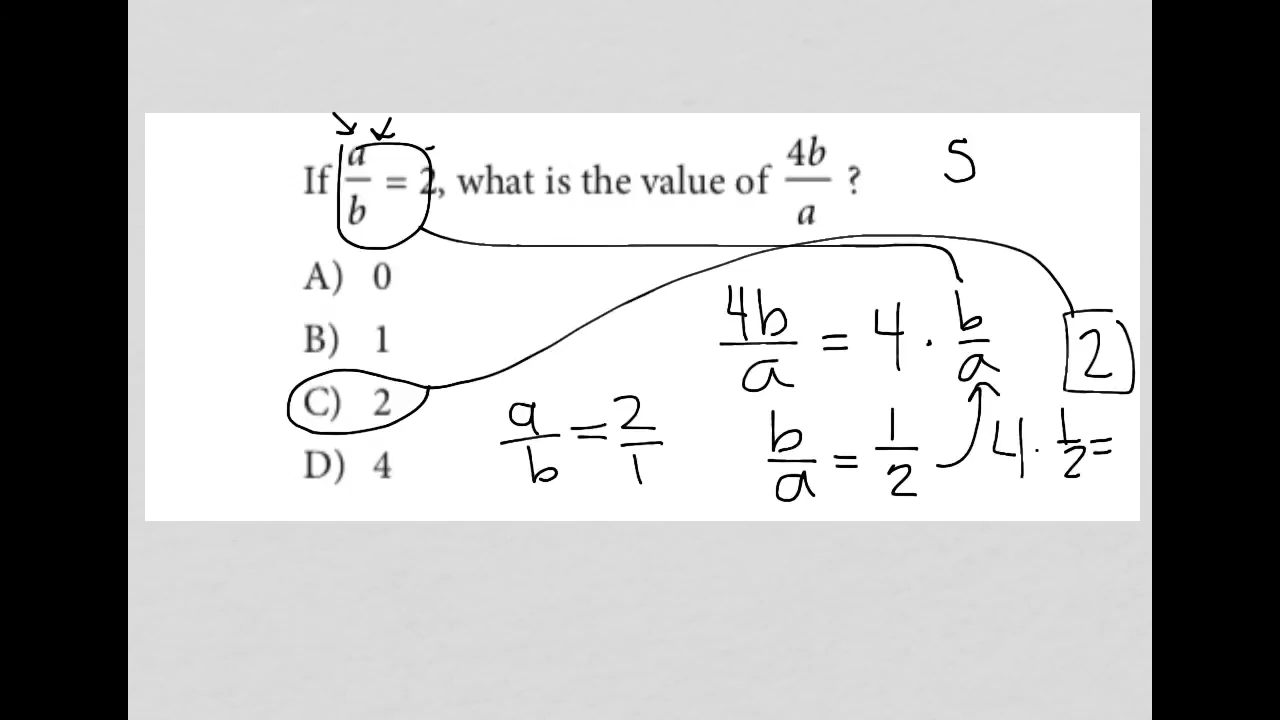 If a/b = 2, what is the value of 4b/a ?
S
A) 0
B) 1
C) 2
D) 4
4b/a = 4 · b/a
2
a/b = 2/1
b/a = 1/2
4 · 1/2 =